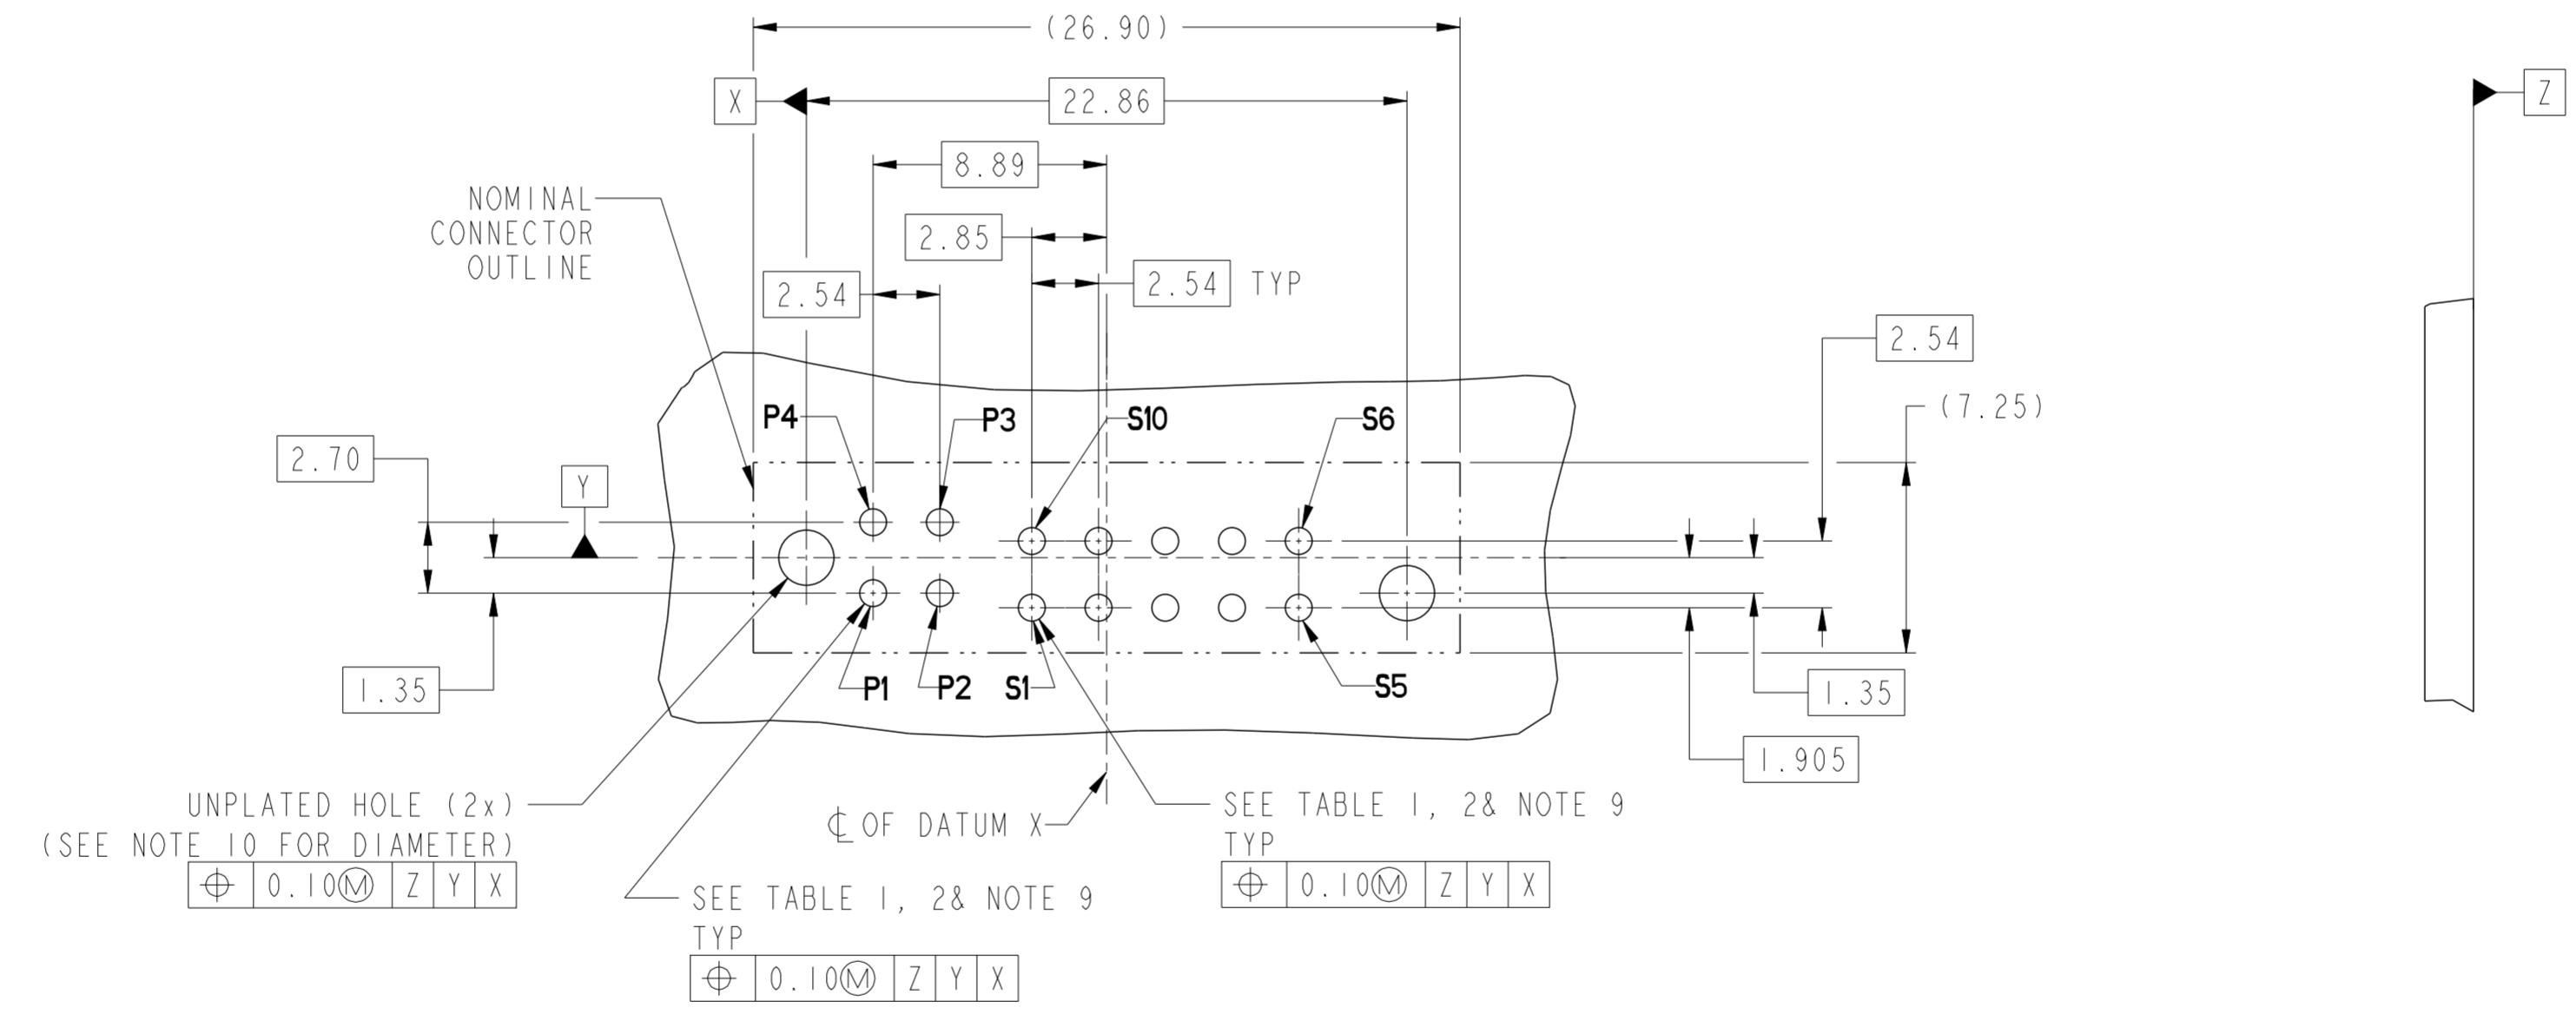 (26.90)
X
22.86
Z
8.89
NOMINAL
CONNECTOR
OUTLINE
2.85
2.54
2.54 TYP
2.54
(7.25)
P4
P3
S10
S6
2.70
Y
1.35
P1
P2
S1
S5
1.35
1.905
UNPLATED HOLE (2x)
(SEE NOTE 10 FOR DIAMETER)
⌖ 0.10Ⓜ Z Y X
℄ OF DATUM X
SEE TABLE 1, 2& NOTE 9
TYP
⌖ 0.10Ⓜ Z Y X
SEE TABLE 1, 2& NOTE 9
TYP
⌖ 0.10Ⓜ Z Y X